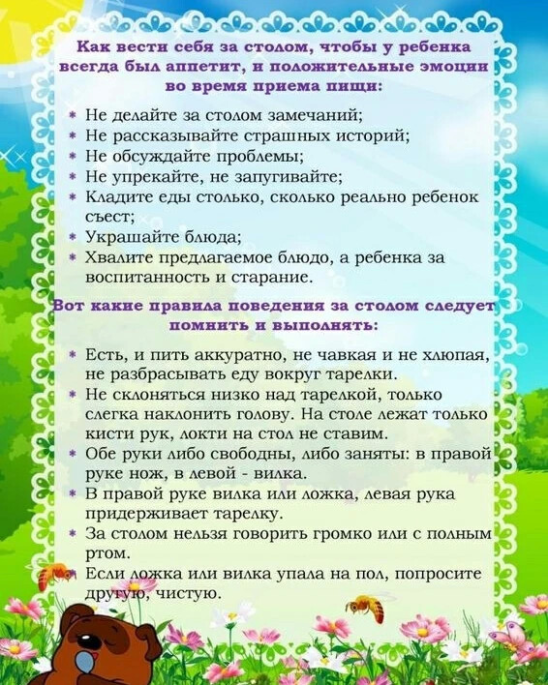 Как вести себя за столом, чтобы у ребенка
всегда был аппетит, и положительные эмоции
во время приема пищи:
* Не делайте за столом замечаний;
* Не рассказывайте страшных историй;
* Не обсуждайте проблемы;
* Не упрекайте, не запугивайте;
* Кладите еды столько, сколько реально ребенок
съест;
* Украшайте блюда;
* Хвалите предлагаемое блюдо, а ребенка за
воспитанность и старание.
Вот какие правила поведения за столом следует
помнить и выполнять:
* Есть, и пить аккуратно, не чавкая и не хлюпая,
не разбрасывать еду вокруг тарелки.
* Не склоняться низко над тарелкой, только
слегка наклонить голову. На столе лежат только
кисти рук, локти на стол не ставим.
* Обе руки либо свободны, либо заняты: в правой
руке нож, в левой - вилка.
* В правой руке вилка или ложка, левая рука
придерживает тарелку.
* За столом нельзя говорить громко или с полным
ртом.
* Если ложка или вилка упала на пол, попросите
другую, чистую.